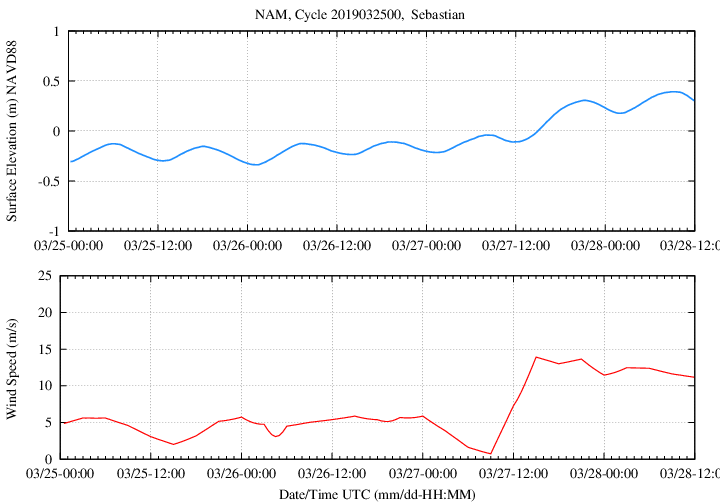 NAM, Cycle 2019032500,  Sebastian
Surface Elevation (m) NAVD88
1
0.5
0
-0.5
-1
03/25-00:00 03/25-12:00 03/26-00:00 03/26-12:00 03/27-00:00 03/27-12:00 03/28-00:00 03/28-12:0
Wind Speed (m/s)
25
20
15
10
5
0
03/25-00:00 03/25-12:00 03/26-00:00 03/26-12:00 03/27-00:00 03/27-12:00 03/28-00:00 03/28-12:0
Date/Time UTC (mm/dd-HH:MM)